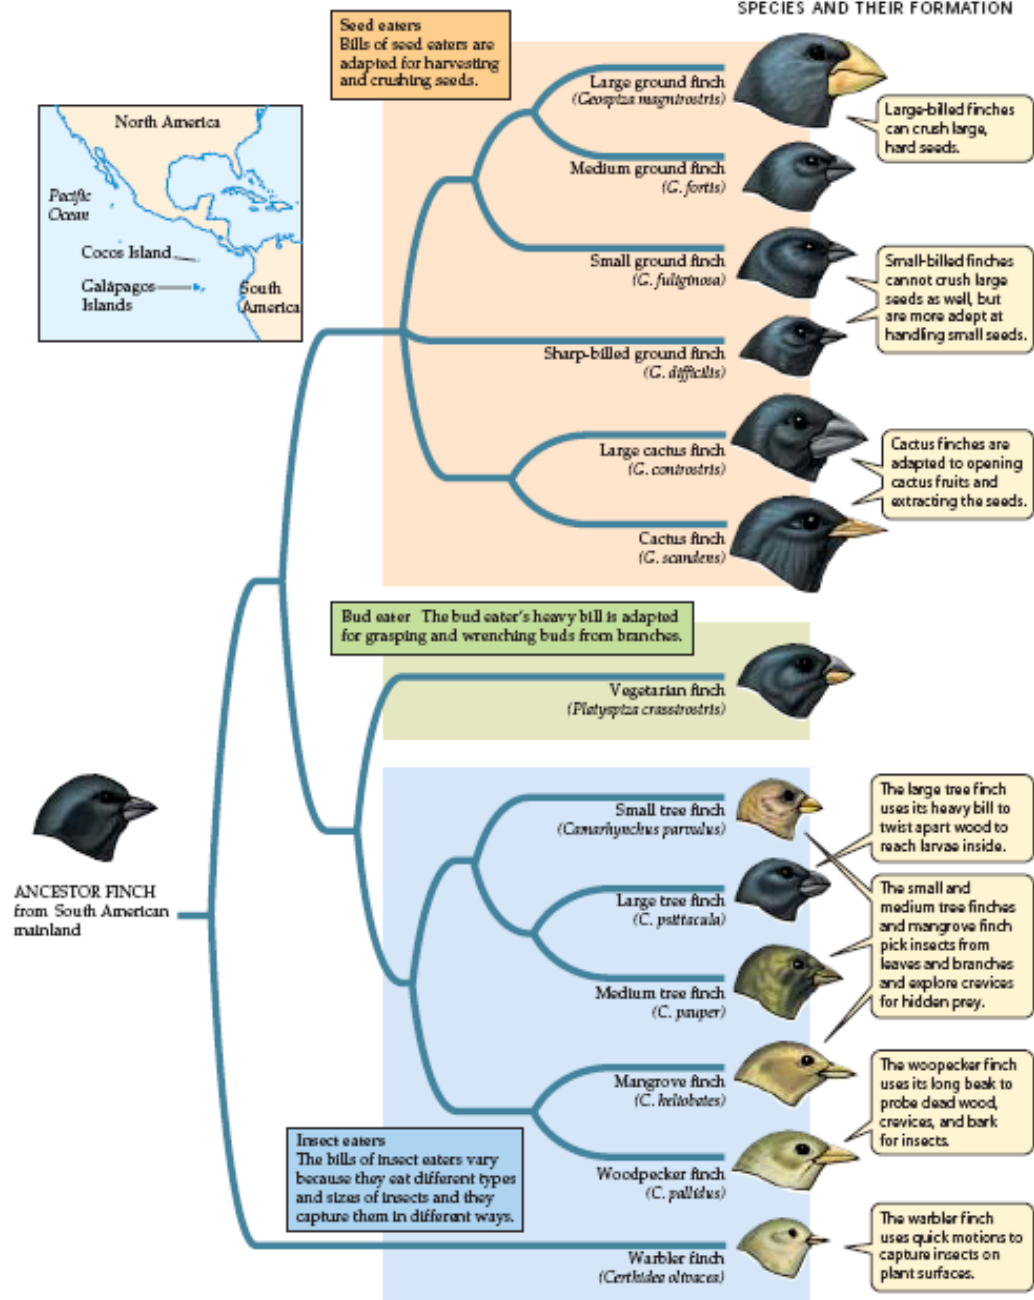 SPECIES AND THEIR FORMATION
Seed eaters
Bills of seed eaters are
adapted for harvesting
and crushing seeds.
North America
Pacific
Ocean
Cocos Island
Galápagos
Islands
South
America
Large ground finch
(Geospiza magnirostris)
Large-billed finches
can crush large,
hard seeds.
Medium ground finch
(G. fortis)
Small ground finch
(G. fuliginosa)
Small-billed finches
cannot crush large
seeds as well, but
are more adept at
handling small seeds.
Sharp-billed ground finch
(G. difficilis)
Large cactus finch
(G. conirostris)
Cactus finches are
adapted to opening
cactus fruits and
extracting the seeds.
Cactus finch
(G. scandens)
Bud eater The bud eater's heavy bill is adapted
for grasping and wrenching buds from branches.
Vegetarian finch
(Platyspiza crassirostris)
ANCESTOR FINCH
from South American
mainland
Small tree finch
(Camarhynchus parvulus)
The large tree finch
uses its heavy bill to
twist apart wood to
reach larvae inside.
Large tree finch
(C. psittacula)
The small and
medium tree finches
and mangrove finch
pick insects from
leaves and branches
and explore crevices
for hidden prey.
Medium tree finch
(C. pauper)
Mangrove finch
(C. heliobates)
The woopecker finch
uses its long beak to
probe dead wood,
crevices, and bark
for insects.
Woodpecker finch
(C. pallidus)
Insect eaters
The bills of insect eaters vary
because they eat different types
and sizes of insects and they
capture them in different ways.
Warbler finch
(Certhidea olivacea)
The warbler finch
uses quick motions to
capture insects on
plant surfaces.